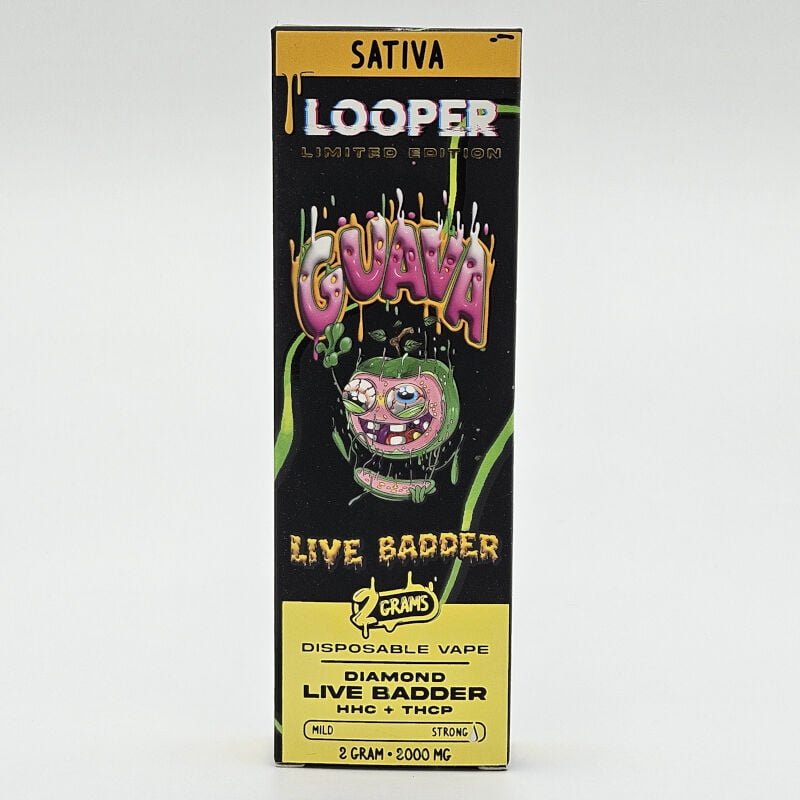 SATIVA
LOOPER
LIMITED EDITION
GUAVA
LIVE BADDER
2 GRAMS
DISPOSABLE VAPE
DIAMOND
LIVE BADDER
HHC + THCP
MILD STRONG
2 GRAM • 2000 MG